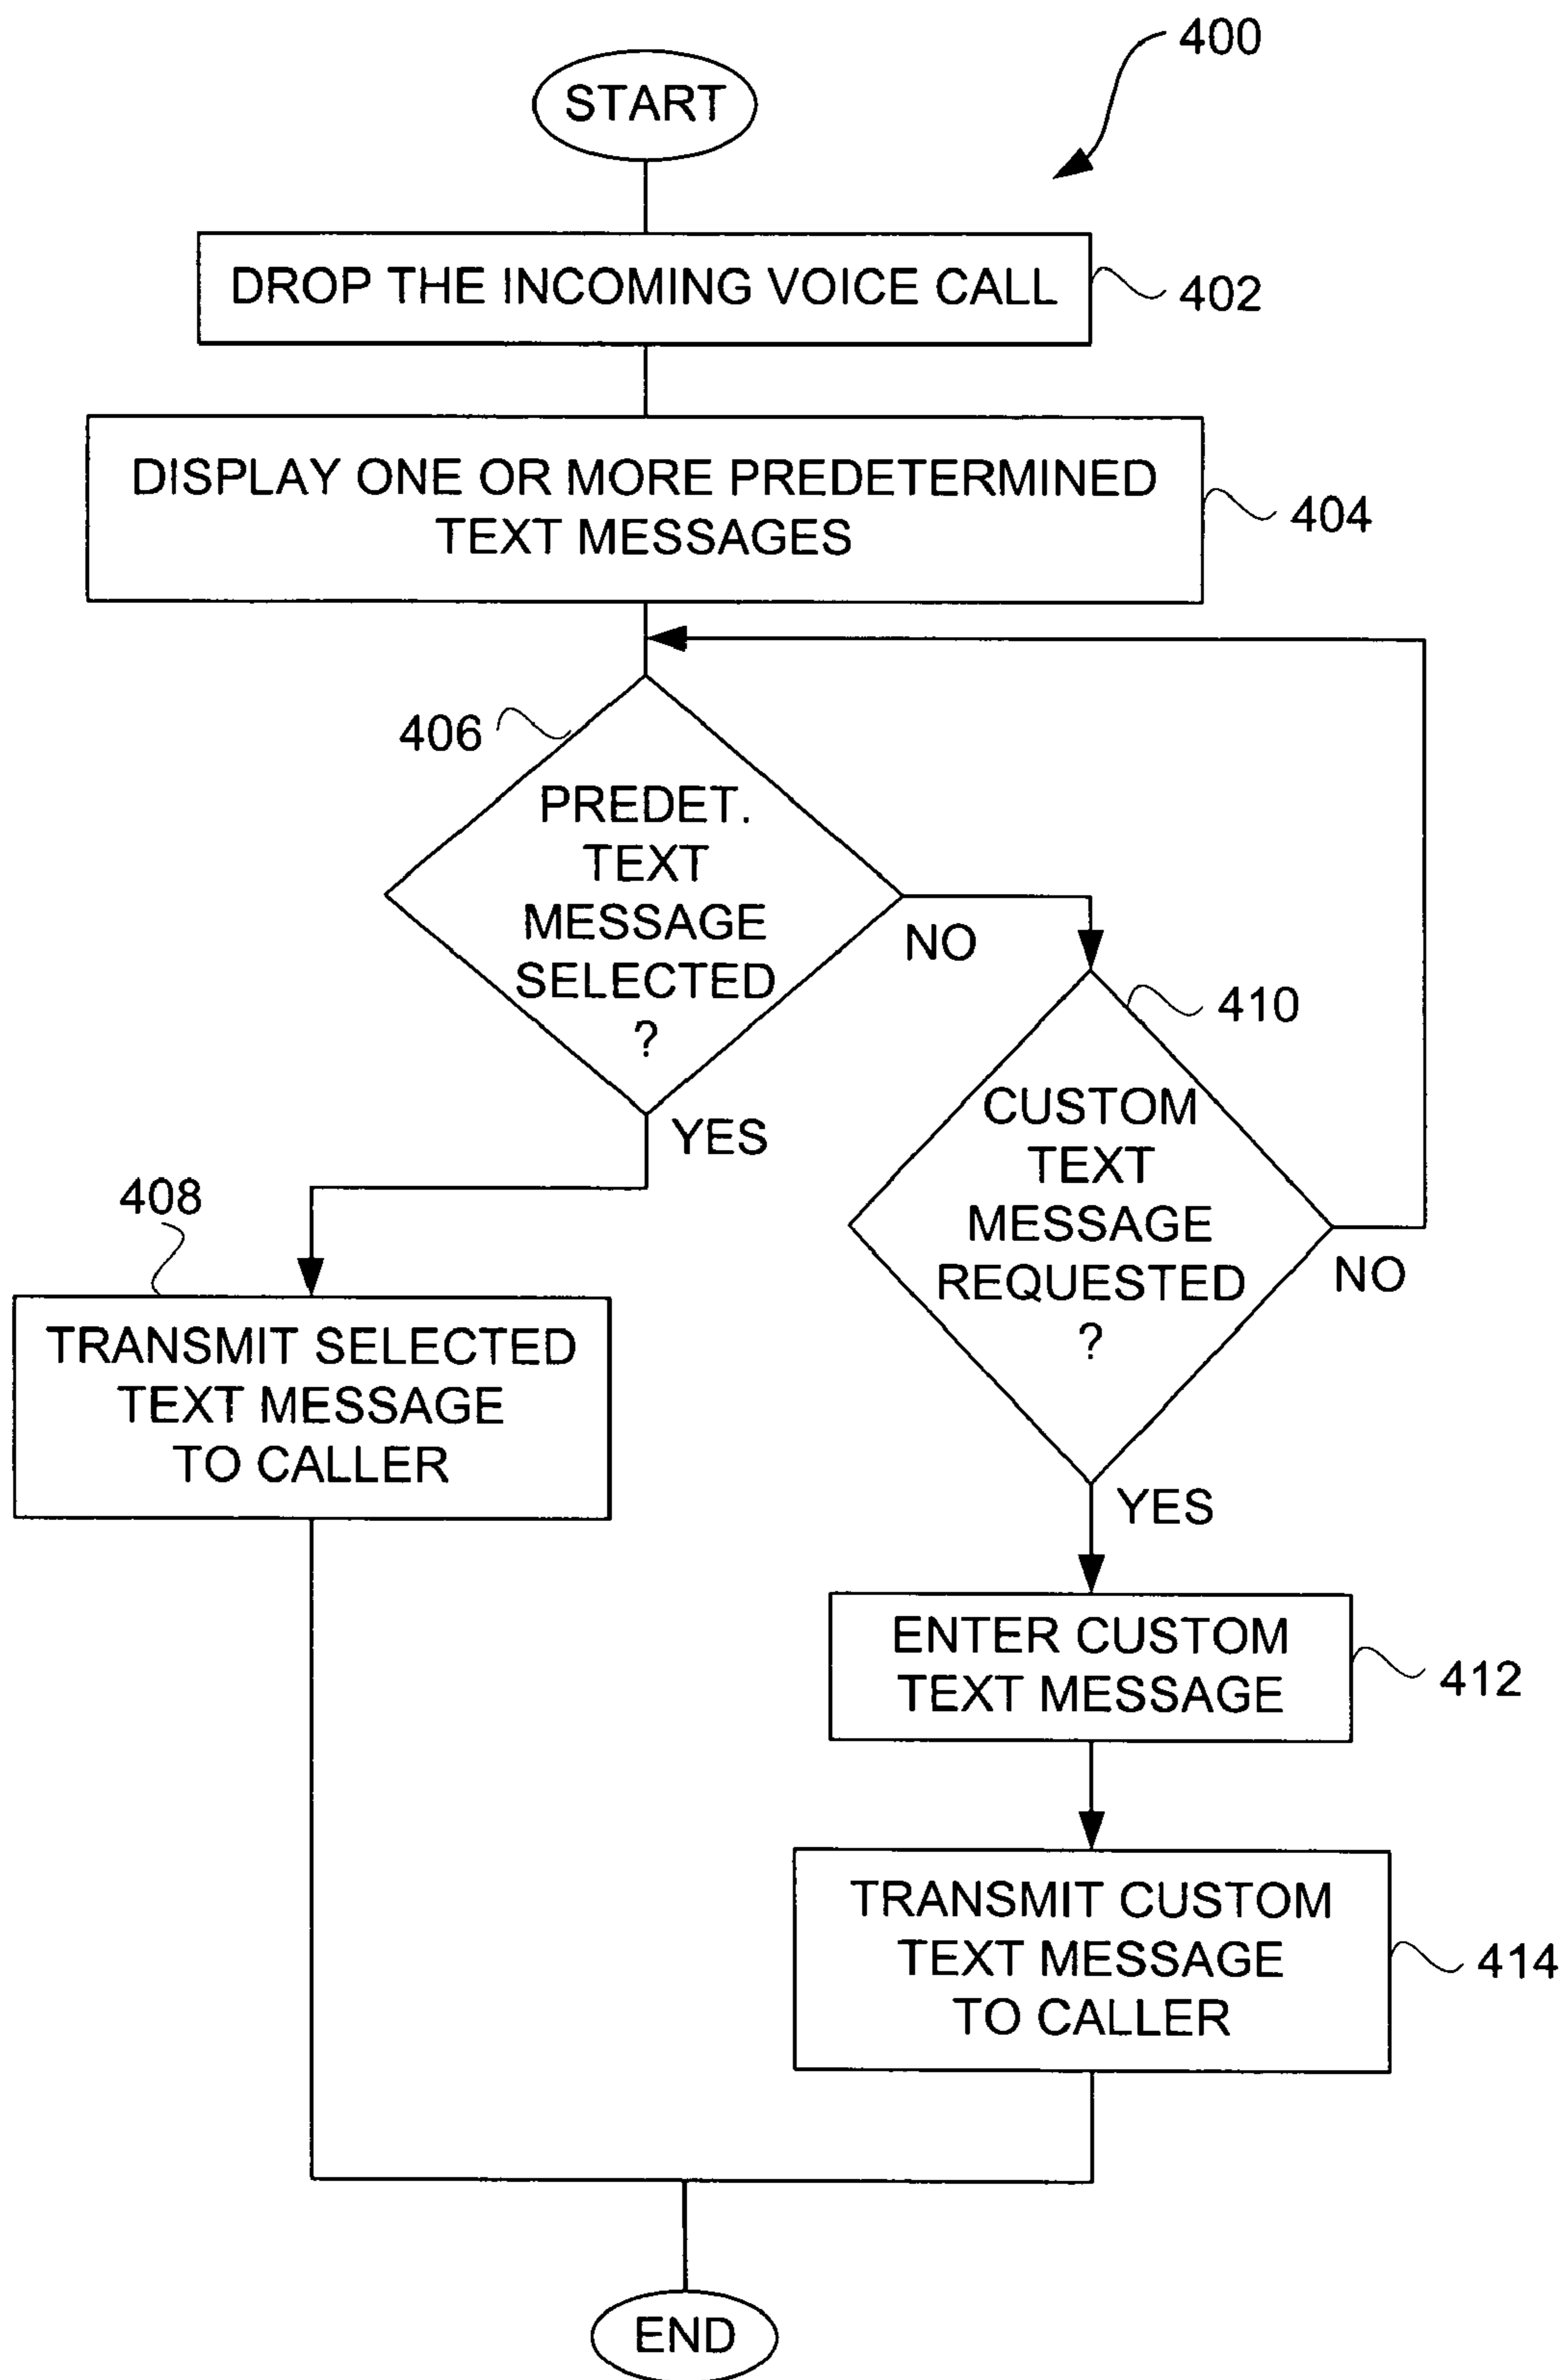 400
START
DROP THE INCOMING VOICE CALL
402
DISPLAY ONE OR MORE PREDETERMINED
TEXT MESSAGES
404
406
PREDET.
TEXT
MESSAGE
SELECTED
?
NO
YES
410
CUSTOM
TEXT
MESSAGE
REQUESTED
?
NO
YES
408
TRANSMIT SELECTED
TEXT MESSAGE
TO CALLER
ENTER CUSTOM
TEXT MESSAGE
412
TRANSMIT CUSTOM
TEXT MESSAGE
TO CALLER
414
END